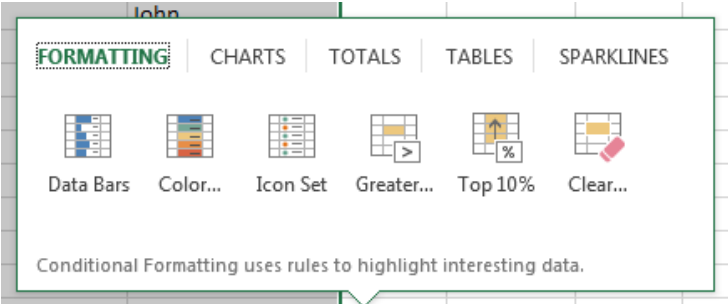 John
FORMATTING CHARTS TOTALS TABLES SPARKLINES
Data Bars Color... Icon Set Greater... Top 10% Clear...
Conditional Formatting uses rules to highlight interesting data.